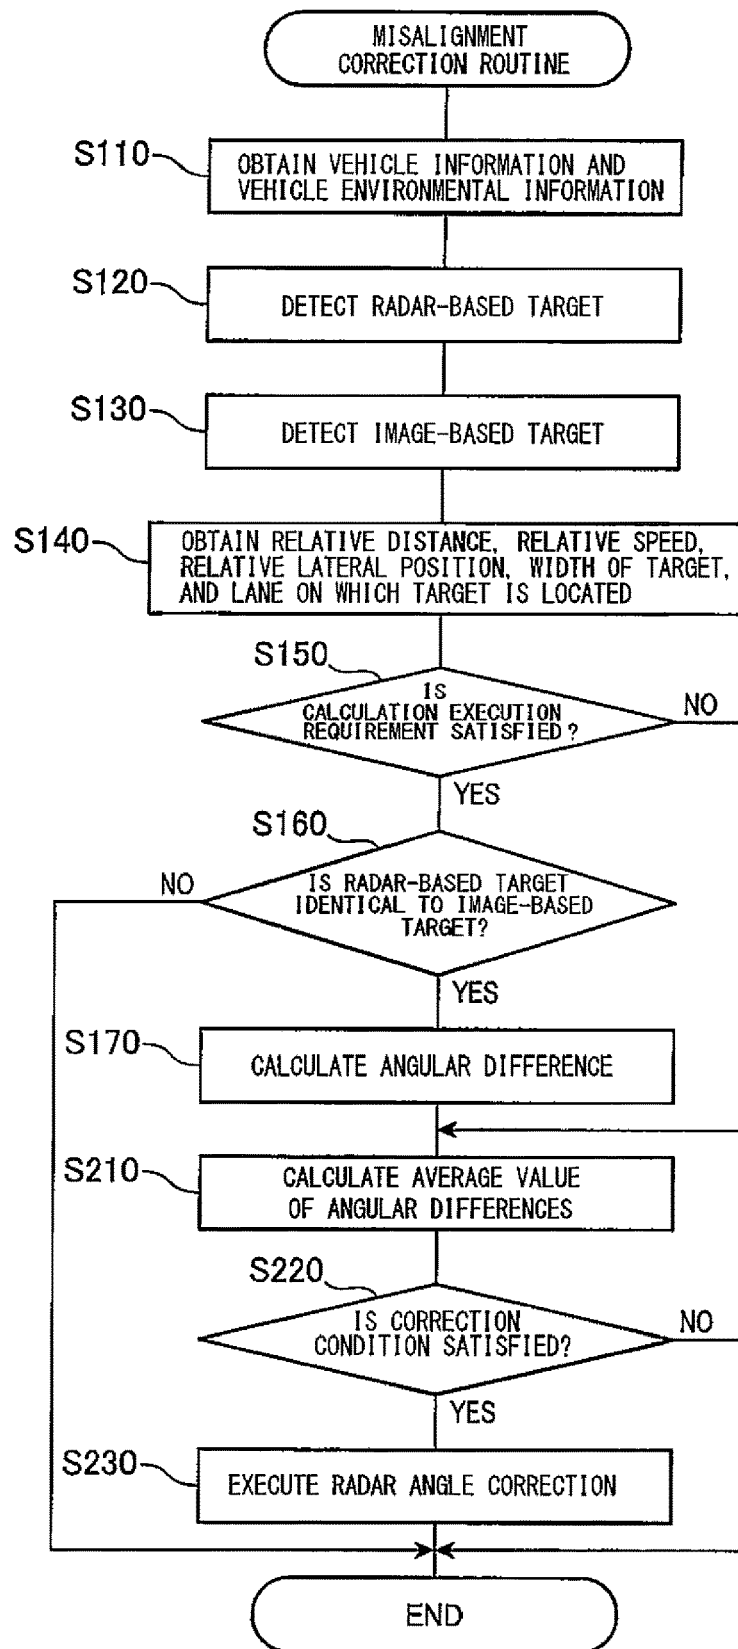 MISALIGNMENT
CORRECTION ROUTINE
S110
OBTAIN VEHICLE INFORMATION AND
VEHICLE ENVIRONMENTAL INFORMATION
S120
DETECT RADAR-BASED TARGET
S130
DETECT IMAGE-BASED TARGET
S140
OBTAIN RELATIVE DISTANCE, RELATIVE SPEED,
RELATIVE LATERAL POSITION, WIDTH OF TARGET,
AND LANE ON WHICH TARGET IS LOCATED
S150
IS
CALCULATION EXECUTION
REQUIREMENT SATISFIED?
NO
YES
S160
NO
IS RADAR-BASED TARGET
IDENTICAL TO IMAGE-BASED
TARGET?
YES
S170
CALCULATE ANGULAR DIFFERENCE
S210
CALCULATE AVERAGE VALUE
OF ANGULAR DIFFERENCES
S220
IS CORRECTION
CONDITION SATISFIED?
NO
YES
S230
EXECUTE RADAR ANGLE CORRECTION
END